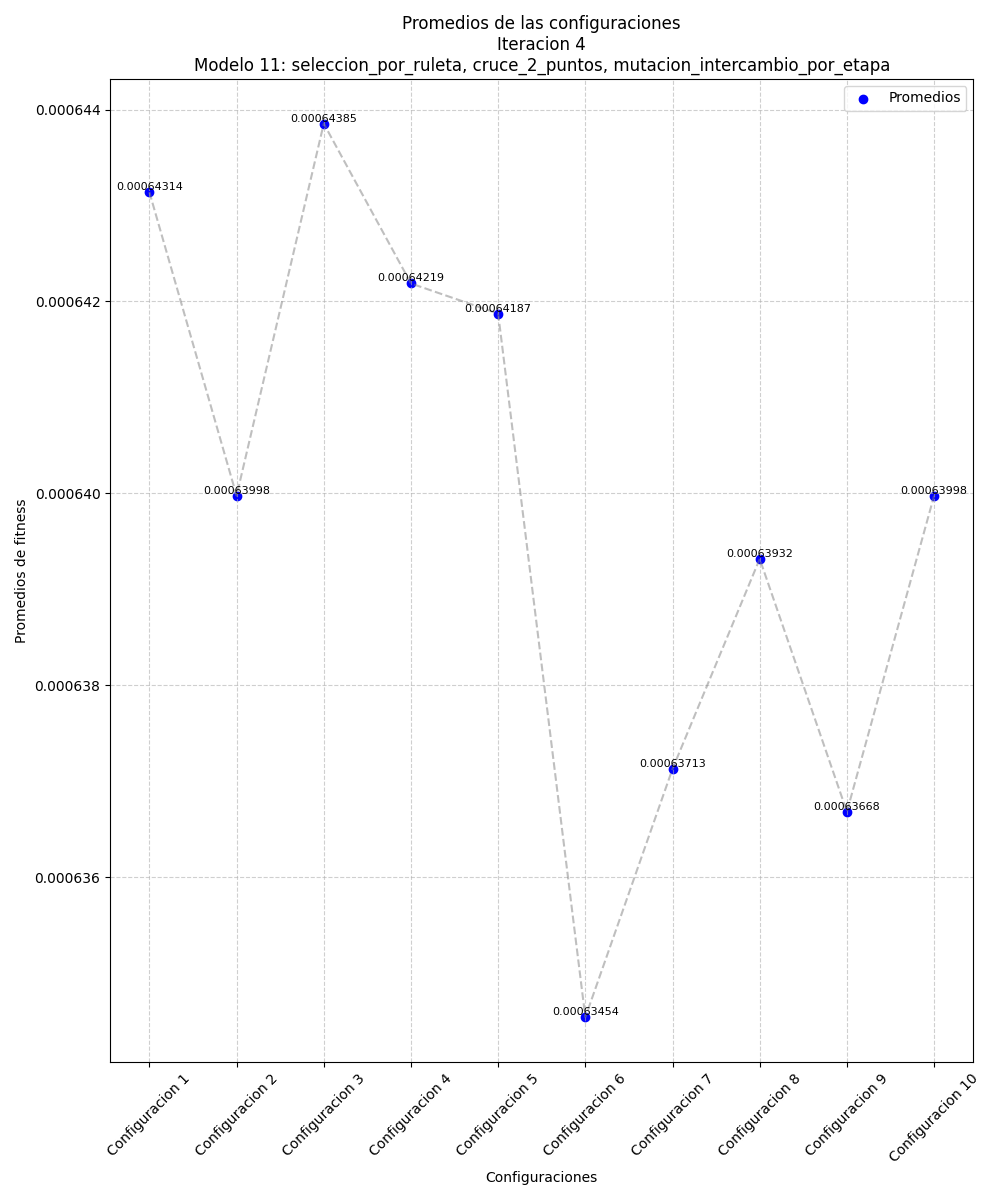 Promedios de las configuraciones
Iteracion 4
Modelo 11: seleccion_por_ruleta, cruce_2_puntos, mutacion_intercambio_por_etapa
Promedios
0.000644
0.000642
0.000640
0.000638
0.000636
Promedios de fitness
0.00064314
0.00063998
0.00064385
0.00064219
0.00064187
0.00063454
0.00063713
0.00063932
0.00063668
0.00063998
Configuracion 1
Configuracion 2
Configuracion 3
Configuracion 4
Configuracion 5
Configuracion 6
Configuracion 7
Configuracion 8
Configuracion 9
Configuracion 10
Configuraciones